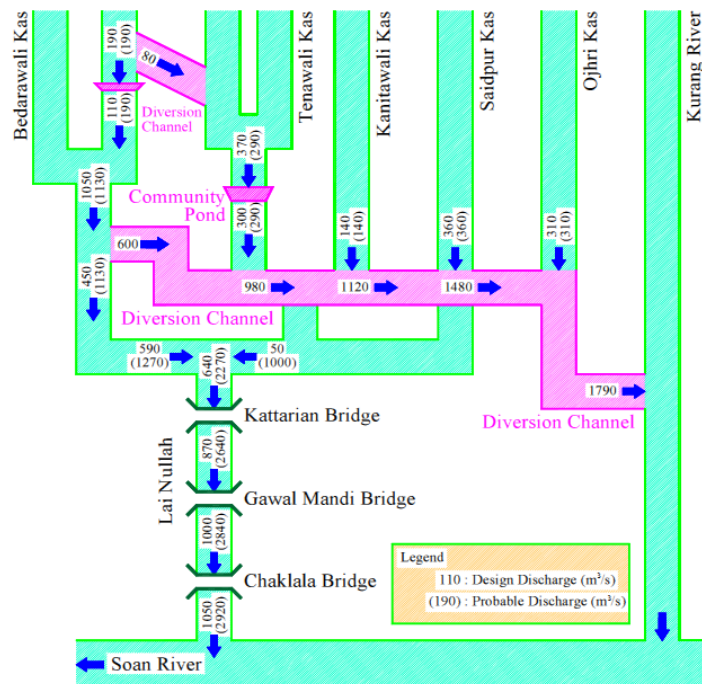 Bedarawali Kas
Tenawali Kas
Kanitawali Kas
Saidpur Kas
Ojhri Kas
Kurang River
190
(190)
80
110
(190)
Diversion
Channel
370
(290)
1050
(1130)
Community
Pond
300
(290)
140
(140)
360
(360)
310
(310)
600
450
(1130)
980
1120
1480
Diversion Channel
590
(1270)
640
(2270)
50
(1000)
1790
Kattarian Bridge
Diversion Channel
Lai Nullah
870
(2640)
Gawal Mandi Bridge
1000
(2840)
Chaklala Bridge
Legend
110 : Design Discharge (m³/s)
(190) : Probable Discharge (m³/s)
1050
(2920)
Soan River